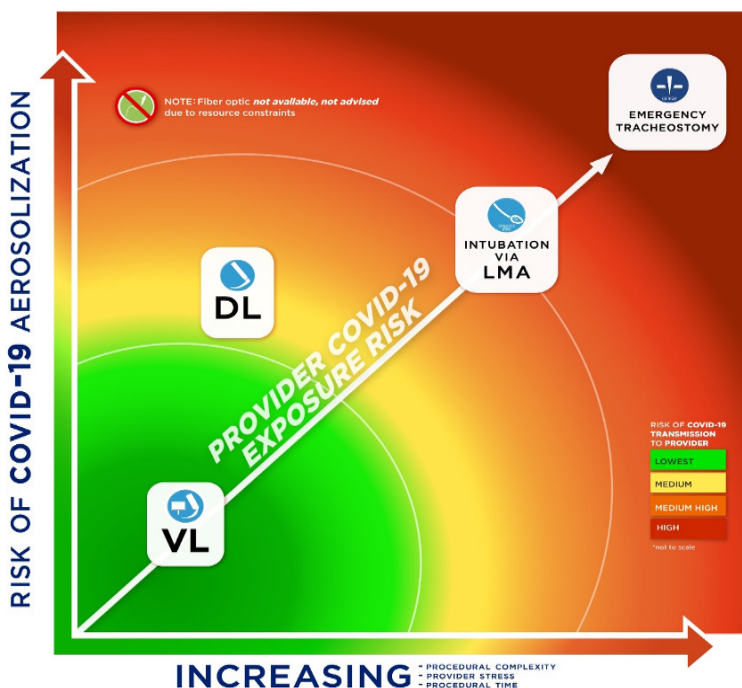 RISK OF COVID-19 AEROSOLIZATION
NOTE: Fiber optic not available, not advised
due to resource constraints
EMERGENCY
TRACHEOSTOMY
INTUBATION
VIA
LMA
DL
PROVIDER COVID-19
EXPOSURE RISK
VL
RISK OF COVID-19
TRANSMISSION
TO PROVIDER
LOWEST
MEDIUM
MEDIUM HIGH
HIGH
*not to scale
INCREASING
- PROCEDURAL COMPLEXITY
- PROVIDER STRESS
- PROCEDURAL TIME